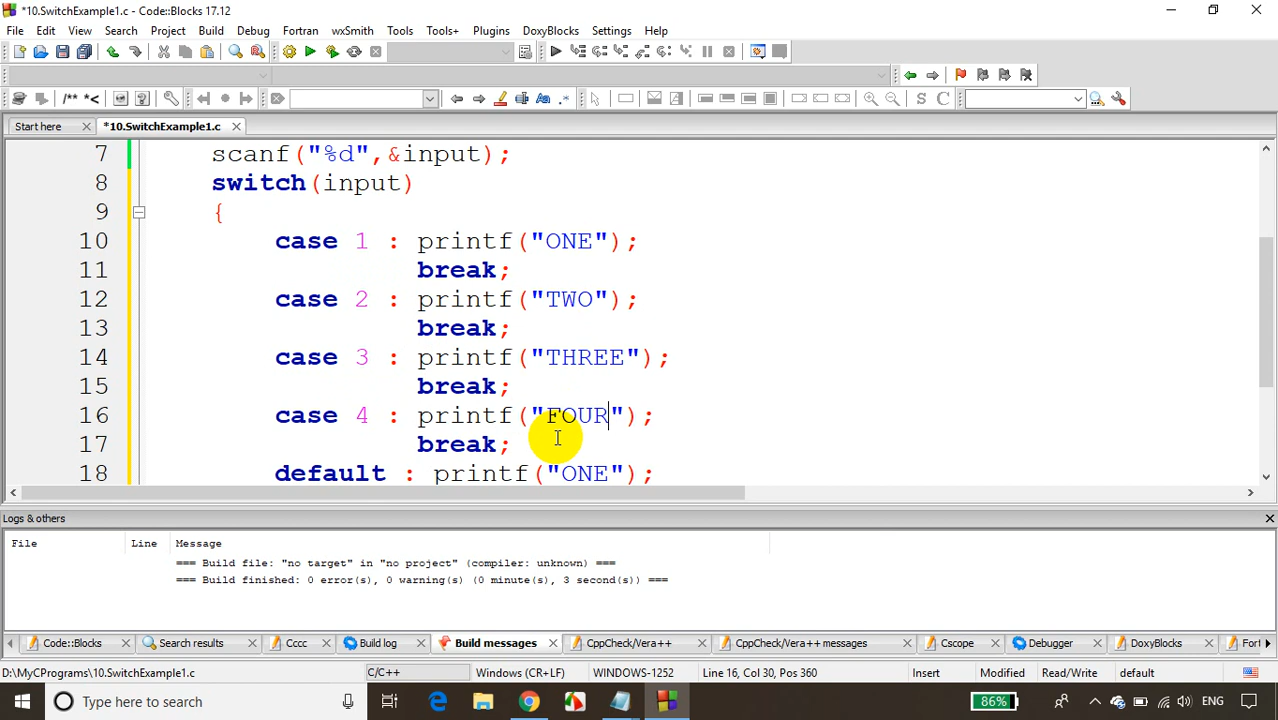 *10.SwitchExample1.c - Code::Blocks 17.12
File Edit View Search Project Build Debug Fortran wxSmith Tools Tools+ Plugins DoxyBlocks Settings Help
/** *<
S C
Start here *10.SwitchExample1.c
7 scanf("%d",&input);
8 switch(input)
9 {
10 case 1 : printf("ONE");
11 break;
12 case 2 : printf("TWO");
13 break;
14 case 3 : printf("THREE");
15 break;
16 case 4 : printf("FOUR");
17 break;
18 default : printf("ONE");
Logs & others
File Line Message
=== Build file: "no target" in "no project" (compiler: unknown) ===
=== Build finished: 0 error(s), 0 warning(s) (0 minute(s), 3 second(s)) ===
Code::Blocks Search results Cccc Build log Build messages CppCheck/Vera++ CppCheck/Vera++ messages Cscope Debugger DoxyBlocks Fort
D:\MyCPrograms\10.SwitchExample1.c C/C++ Windows (CR+LF) WINDOWS-1252 Line 16, Col 30, Pos 360 Insert Modified Read/Write default
Type here to search 86% ENG